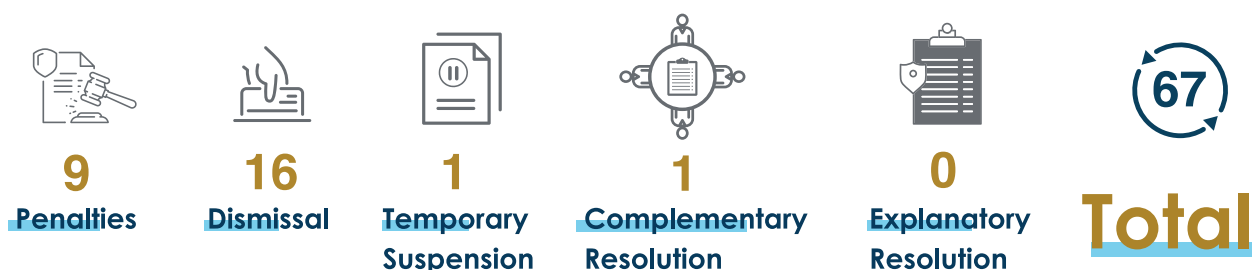 9
Penalties
16
Dismissal
1
Temporary
Suspension
1
Complementary
Resolution
0
Explanatory
Resolution
67
Total